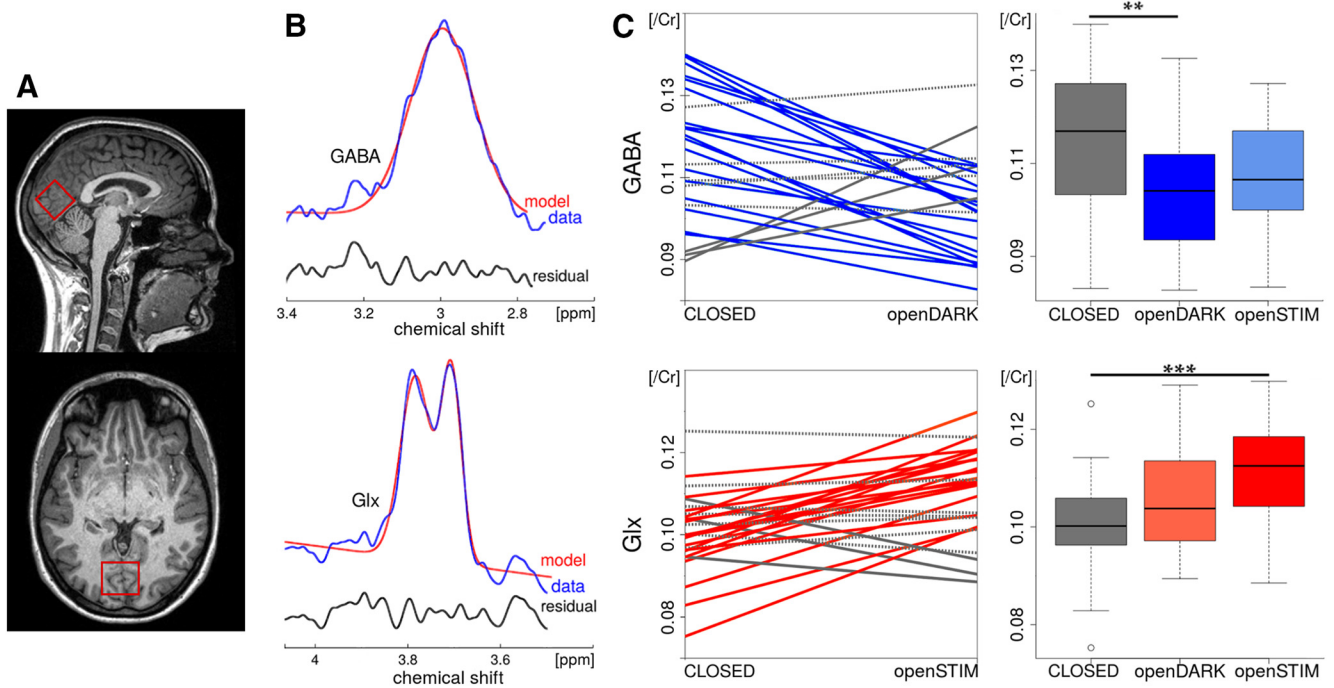 A
B
GABA
model
data
residual
3.4 3.2 3 2.8 [ppm]
chemical shift
Glx
model
data
residual
4 3.8 3.6 [ppm]
chemical shift
C
[/Cr]
GABA
0.13
0.11
0.09
CLOSED openDARK
[/Cr]
**
0.13
0.11
0.09
CLOSED openDARK openSTIM
[/Cr]
Glx
0.12
0.10
0.08
CLOSED openSTIM
[/Cr]
***
0.12
0.10
0.08
CLOSED openDARK openSTIM